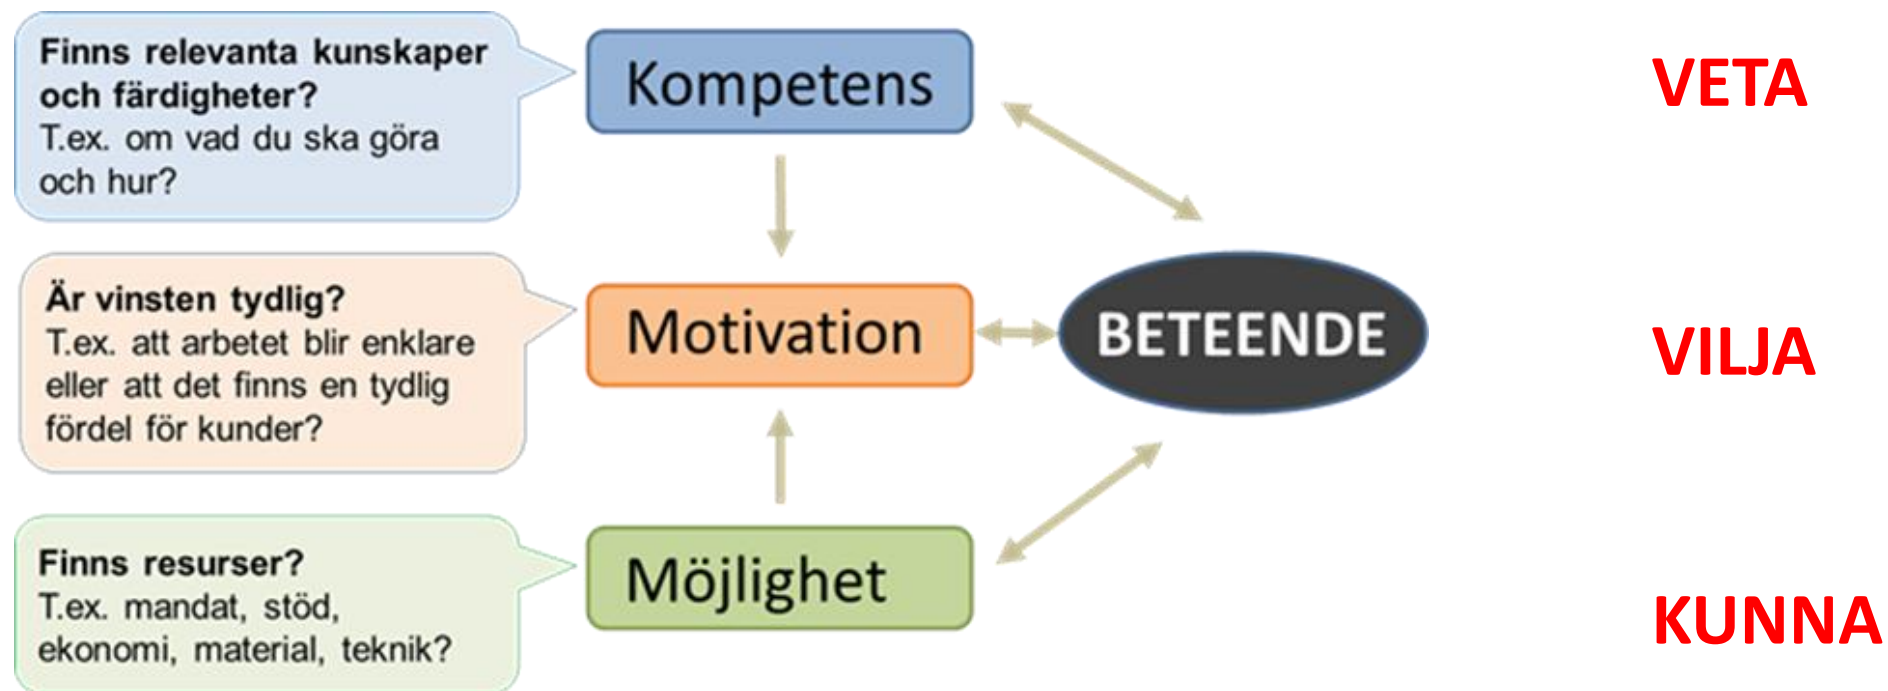 Finns relevanta kunskaper
och färdigheter?
T.ex. om vad du ska göra
och hur?
Kompetens
VETA
Är vinsten tydlig?
T.ex. att arbetet blir enklare
eller att det finns en tydlig
fördel för kunder?
Motivation
BETEENDE
VILJA
Finns resurser?
T.ex. mandat, stöd,
ekonomi, material, teknik?
Möjlighet
KUNNA